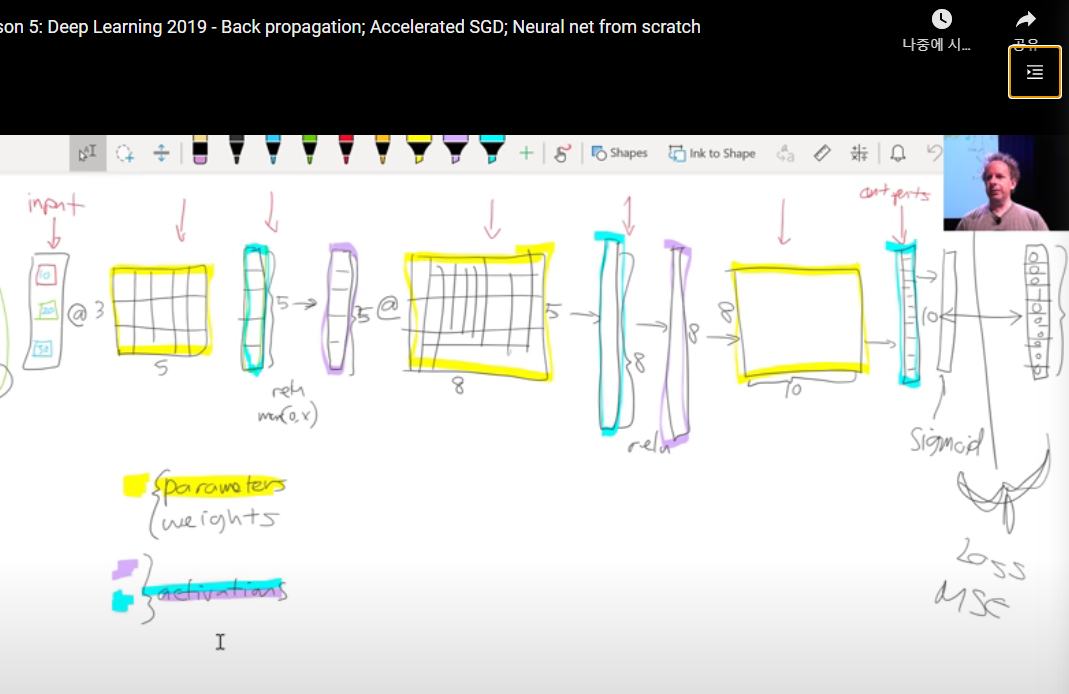 son 5: Deep Learning 2019 - Back propagation; Accelerated SGD; Neural net from scratch
나중에 시...
공유
Shapes
Ink to Shape
input
outputs
10
20
30
@ 3
5
5
relu
max(0,x)
5 @
5
8
8
relu
8
8
10
10
Sigmoid
Loss
MSE
parameters
weights
activations